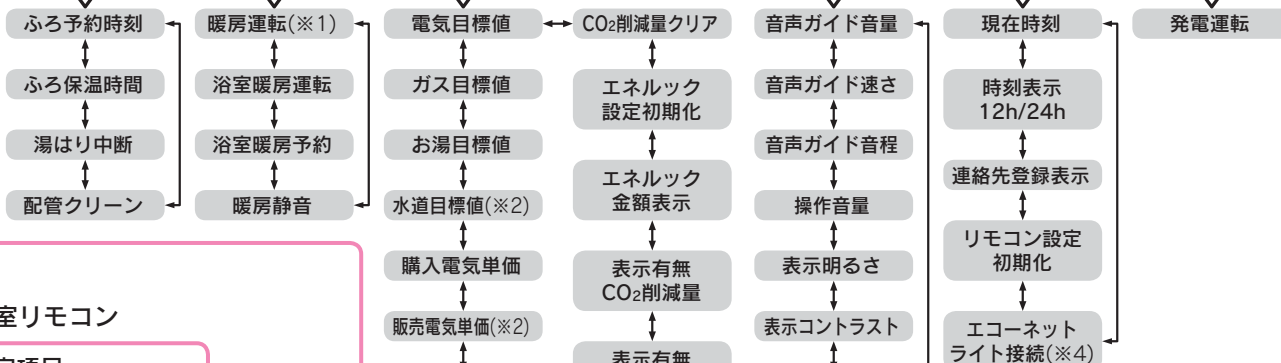 ふろ予約時刻
ふろ保温時間
湯はり中断
配管クリーン
暖房運転(※1)
浴室暖房運転
浴室暖房予約
暖房静音
電気目標値
ガス目標値
お湯目標値
水道目標値(※2)
購入電気単価
販売電気単価(※2)
CO2削減量クリア
エネルック
設定初期化
エネルック
金額表示
表示有無
CO2削減量
表示有無
音声ガイド音量
音声ガイド速さ
音声ガイド音程
操作音量
表示明るさ
表示コントラスト
現在時刻
時刻表示
12h/24h
連絡先登録表示
リモコン設定
初期化
エコーネット
ライト接続(※4)
発電運転
室リモコン